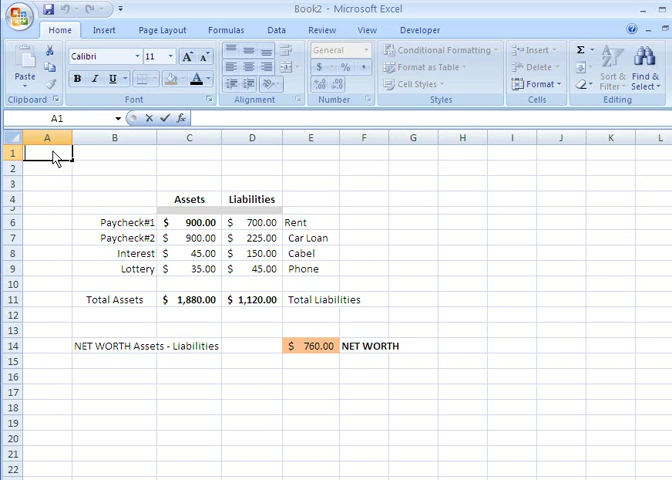 Book2 - Microsoft Excel
Home Insert Page Layout Formulas Data Review View Developer
Calibri 11 A A General Conditional Formatting Insert Σ
Paste B I U A $ % , Format as Table Delete Sort & Filter Find & Select
Cell Styles Format
Clipboard Font Alignment Number Styles Cells Editing
A1 fx
A B C D E F G H I J K L
1
2
3
4 Assets Liabilities
5
6 Paycheck#1 $ 900.00 $ 700.00 Rent
7 Paycheck#2 $ 900.00 $ 225.00 Car Loan
8 Interest $ 45.00 $ 150.00 Cabel
9 Lottery $ 35.00 $ 45.00 Phone
10
11 Total Assets $ 1,880.00 $ 1,120.00 Total Liabilities
12
13
14 NET WORTH Assets - Liabilities $ 760.00 NET WORTH
15
16
17
18
19
20
21
22